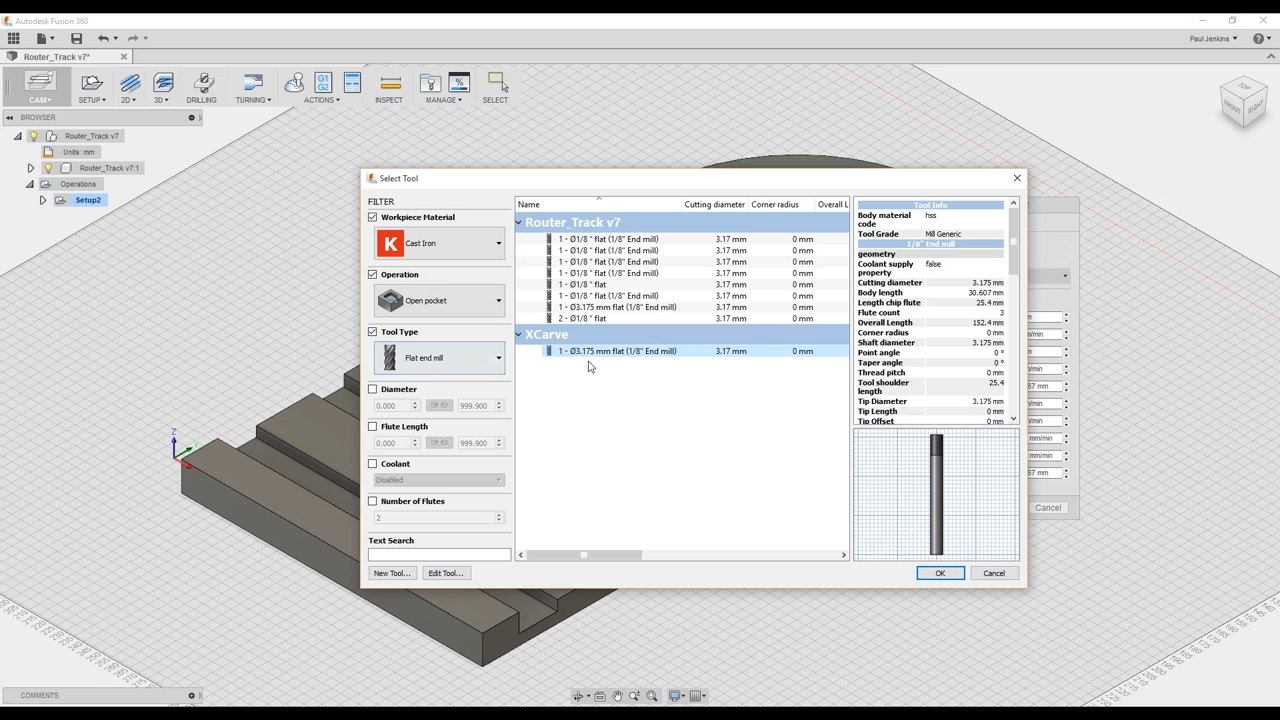 Autodesk Fusion 360
Paul Jenkins
Router_Track v7*
CAM
SETUP
2D
3D
DRILLING
TURNING
G1
G2
ACTIONS
INSPECT
MANAGE
SELECT
TOP
FRONT
RIGHT
BROWSER
Router_Track v7
Units: mm
Router_Track v7:1
Operations
Setup2
Select Tool
FILTER
Workpiece Material
K
Cast Iron
Operation
Open pocket
Tool Type
Flat end mill
Diameter
0.000
999.900
Flute Length
0.000
999.900
Coolant
Disabled
Number of Flutes
2
Text Search
New Tool...
Edit Tool...
Name Cutting diameter Corner radius Overall L
Router_Track v7
1 - Ø1/8 " flat (1/8" End mill) 3.17 mm 0 mm
1 - Ø1/8 " flat (1/8" End mill) 3.17 mm 0 mm
1 - Ø1/8 " flat (1/8" End mill) 3.17 mm 0 mm
1 - Ø1/8 " flat (1/8" End mill) 3.17 mm 0 mm
1 - Ø1/8 " flat 3.17 mm 0 mm
1 - Ø1/8 " flat (1/8" End mill) 3.17 mm 0 mm
1 - Ø3.175 mm flat (1/8" End mill) 3.17 mm 0 mm
2 - Ø1/8 " flat 3.17 mm 0 mm
XCarve
1 - Ø3.175 mm flat (1/8" End mill) 3.17 mm 0 mm
Tool Info
Body material code hss
Tool Grade Mill Generic
1/8" End mill
geometry
Coolant supply property false
Cutting diameter 3.175 mm
Body length 30.607 mm
Length chip flute 25.4 mm
Flute count 3
Overall Length 152.4 mm
Corner radius 0 mm
Shaft diameter 3.175 mm
Point angle 0 °
Taper angle 0 °
Thread pitch 0 mm
Tool shoulder length 25.4
Tip Diameter 3.175 mm
Tip Length 0 mm
Tip Offset 0 mm
OK
Cancel
Cancel
COMMENTS